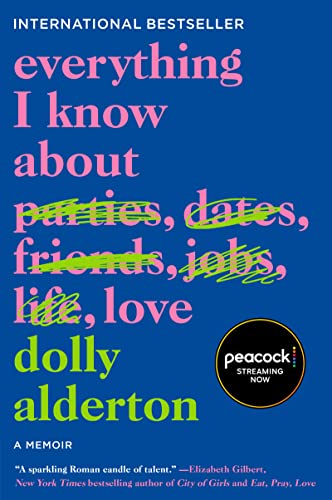 INTERNATIONAL BESTSELLER
everything
I know
about
parties, dates,
friends, jobs,
life, love
dolly
alderton
peacock
STREAMING
NOW
A MEMOIR
“A sparkling Roman candle of talent.” —Elizabeth Gilbert,
New York Times bestselling author of City of Girls and Eat, Pray, Love